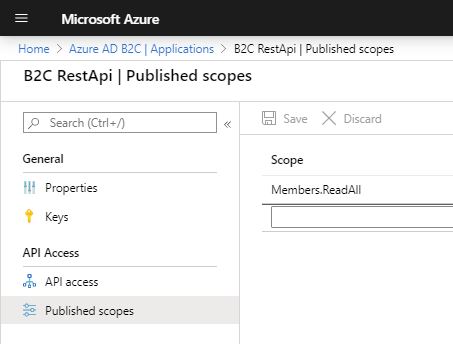 Microsoft Azure
Home > Azure AD B2C | Applications > B2C RestApi | Published scopes
B2C RestApi | Published scopes
Search (Ctrl+/)
«
Save
Discard
General
Scope
Properties
Members.ReadAll
Keys
API Access
API access
Published scopes